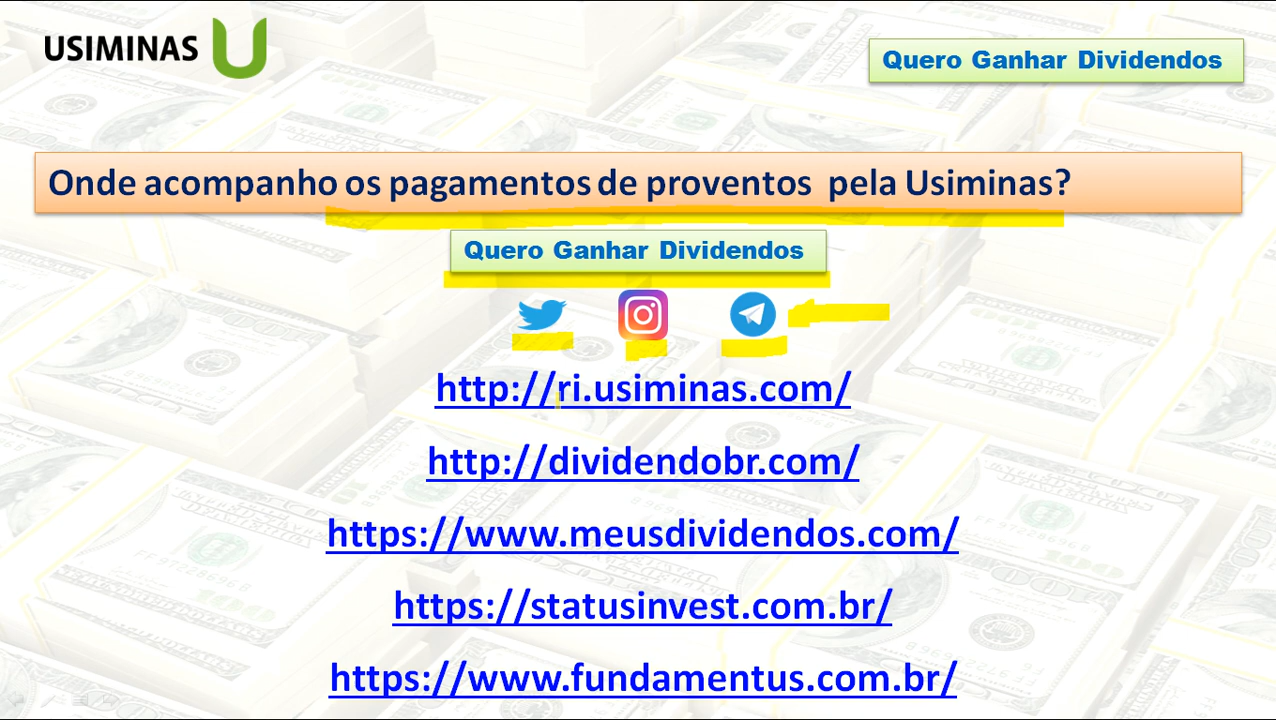 USIMINAS
Quero Ganhar Dividendos
Onde acompanho os pagamentos de proventos pela Usiminas?
Quero Ganhar Dividendos
http://ri.usiminas.com/
http://dividendobr.com/
https://www.meusdividendos.com/
https://statusinvest.com.br/
https://www.fundamentus.com.br/